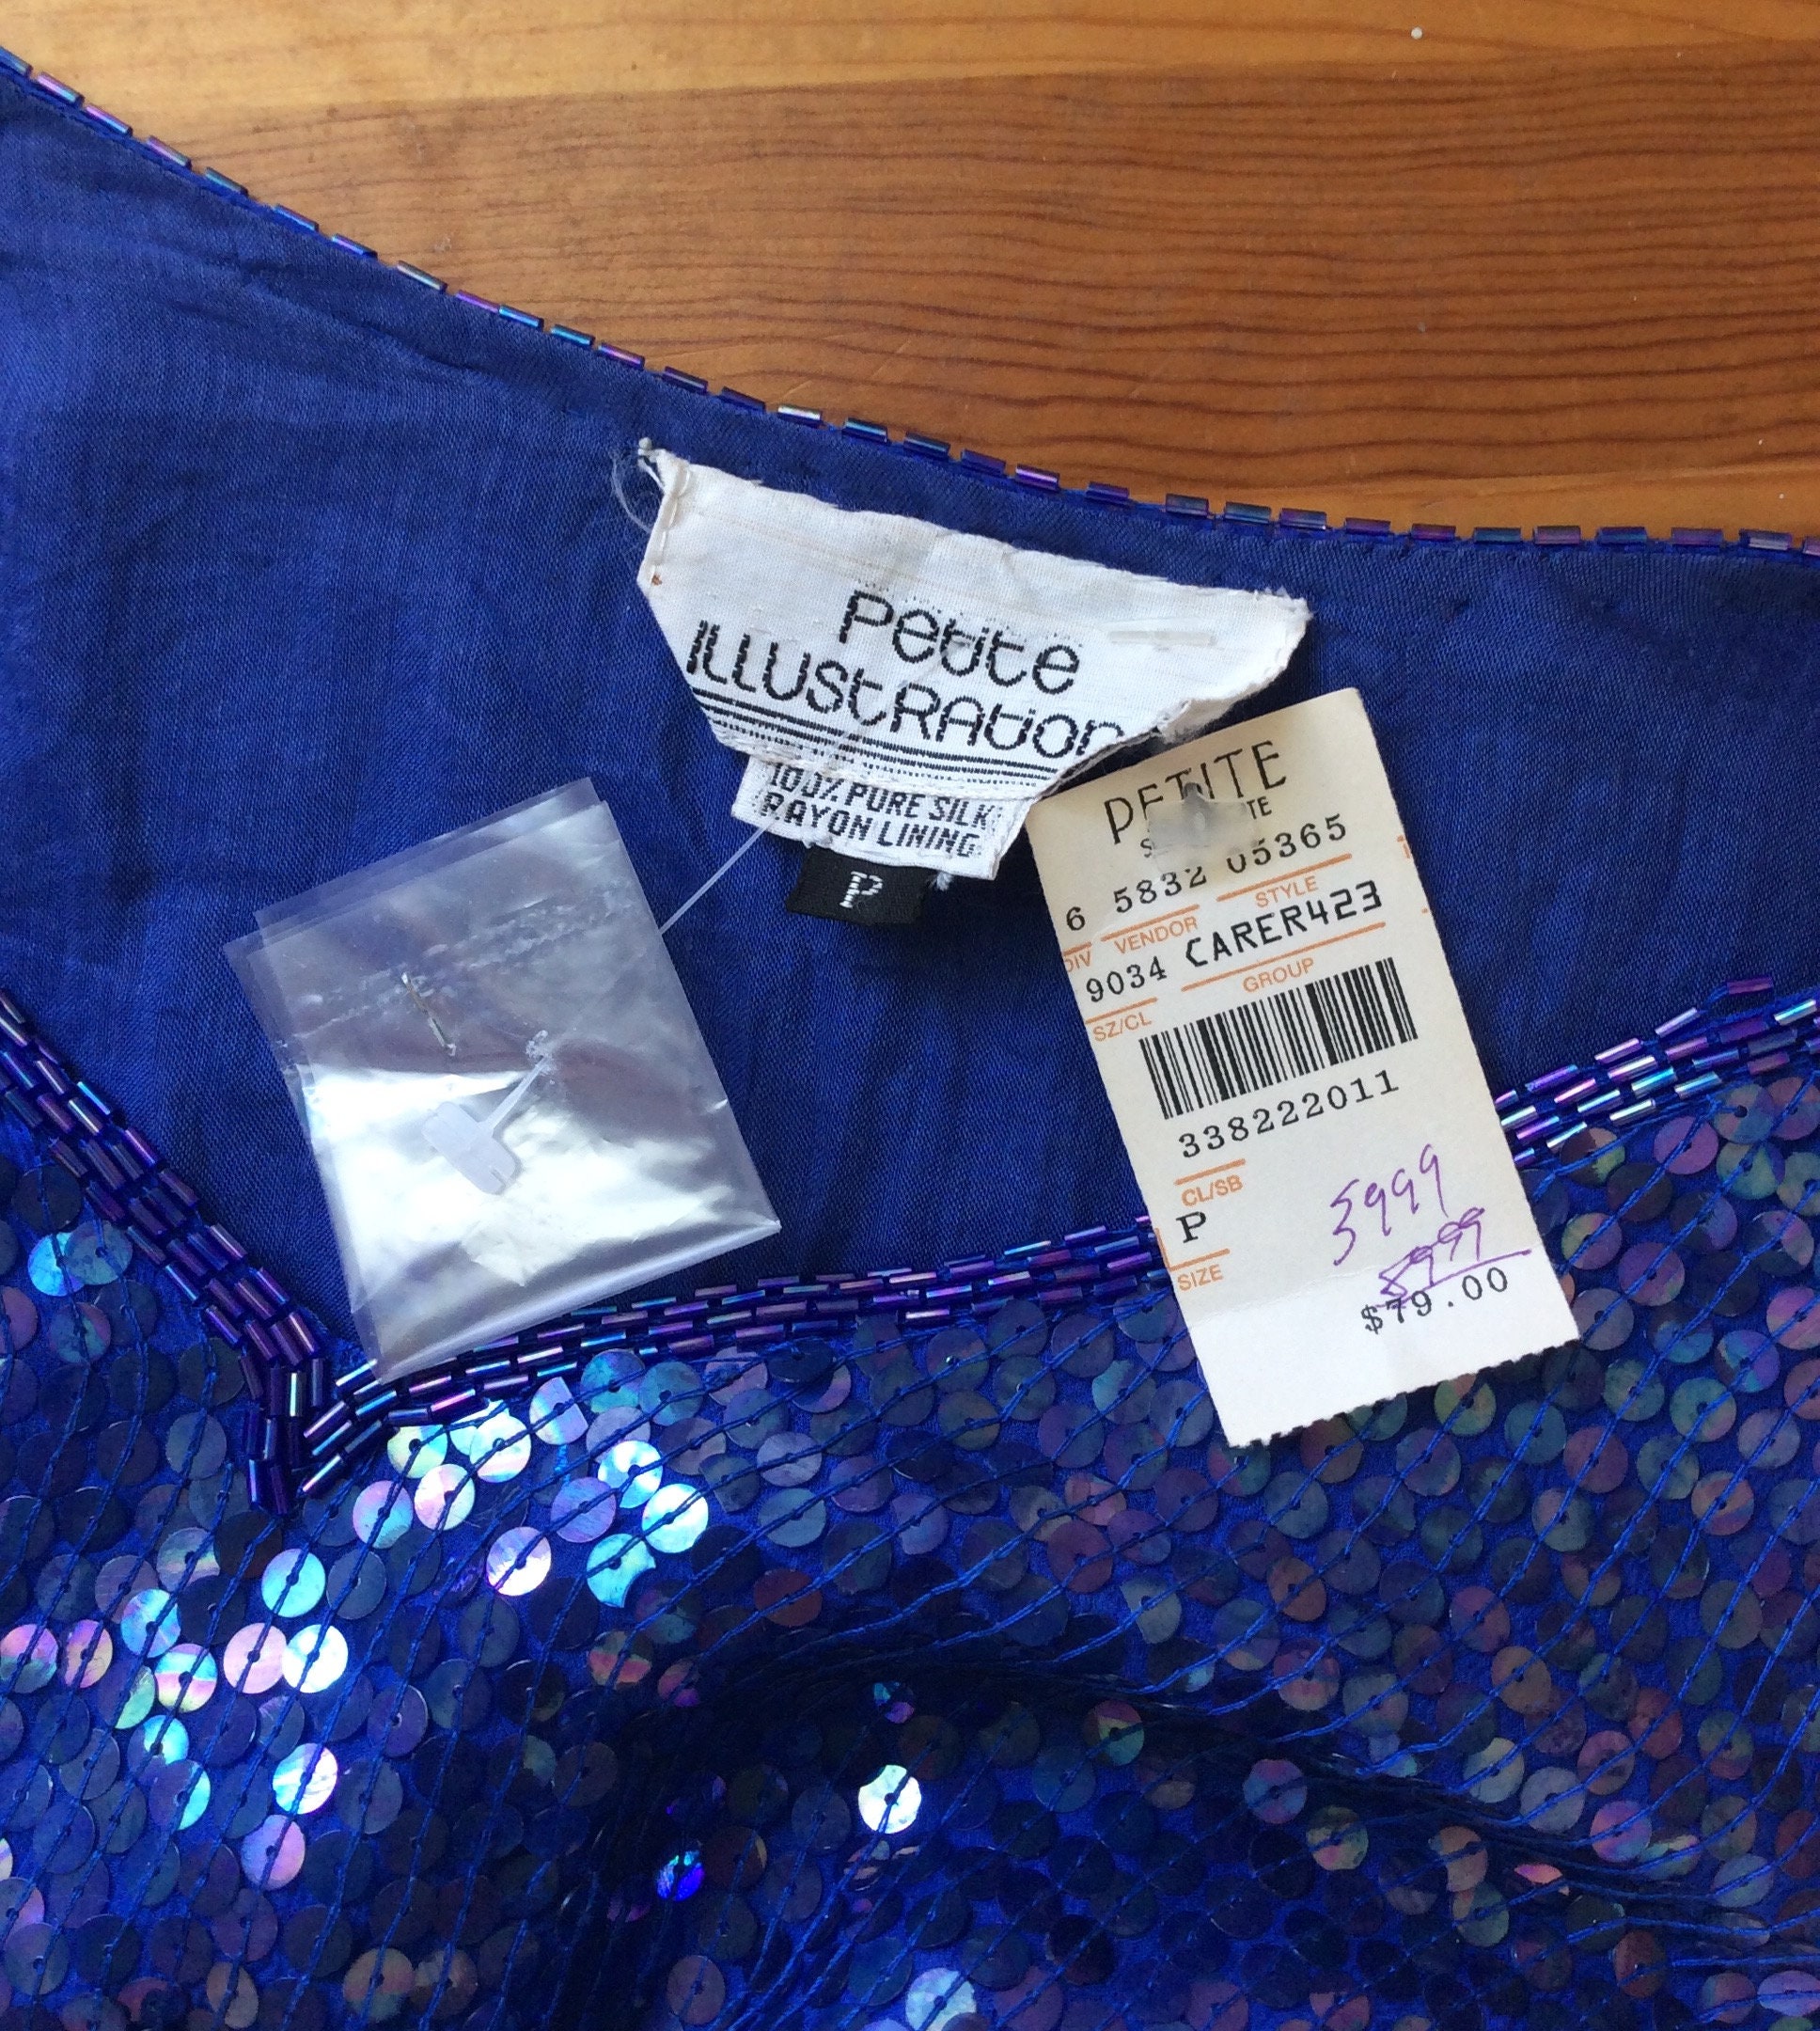 Petite
ILLUStRAtion
100% PURE SILK
RAYON LINING
P
PETITE
6 5832 05365
DIV VENDOR STYLE
9034 CARER423
SZ/CL GROUP
338222011
CL/SB
P
SIZE
5999
$79.00